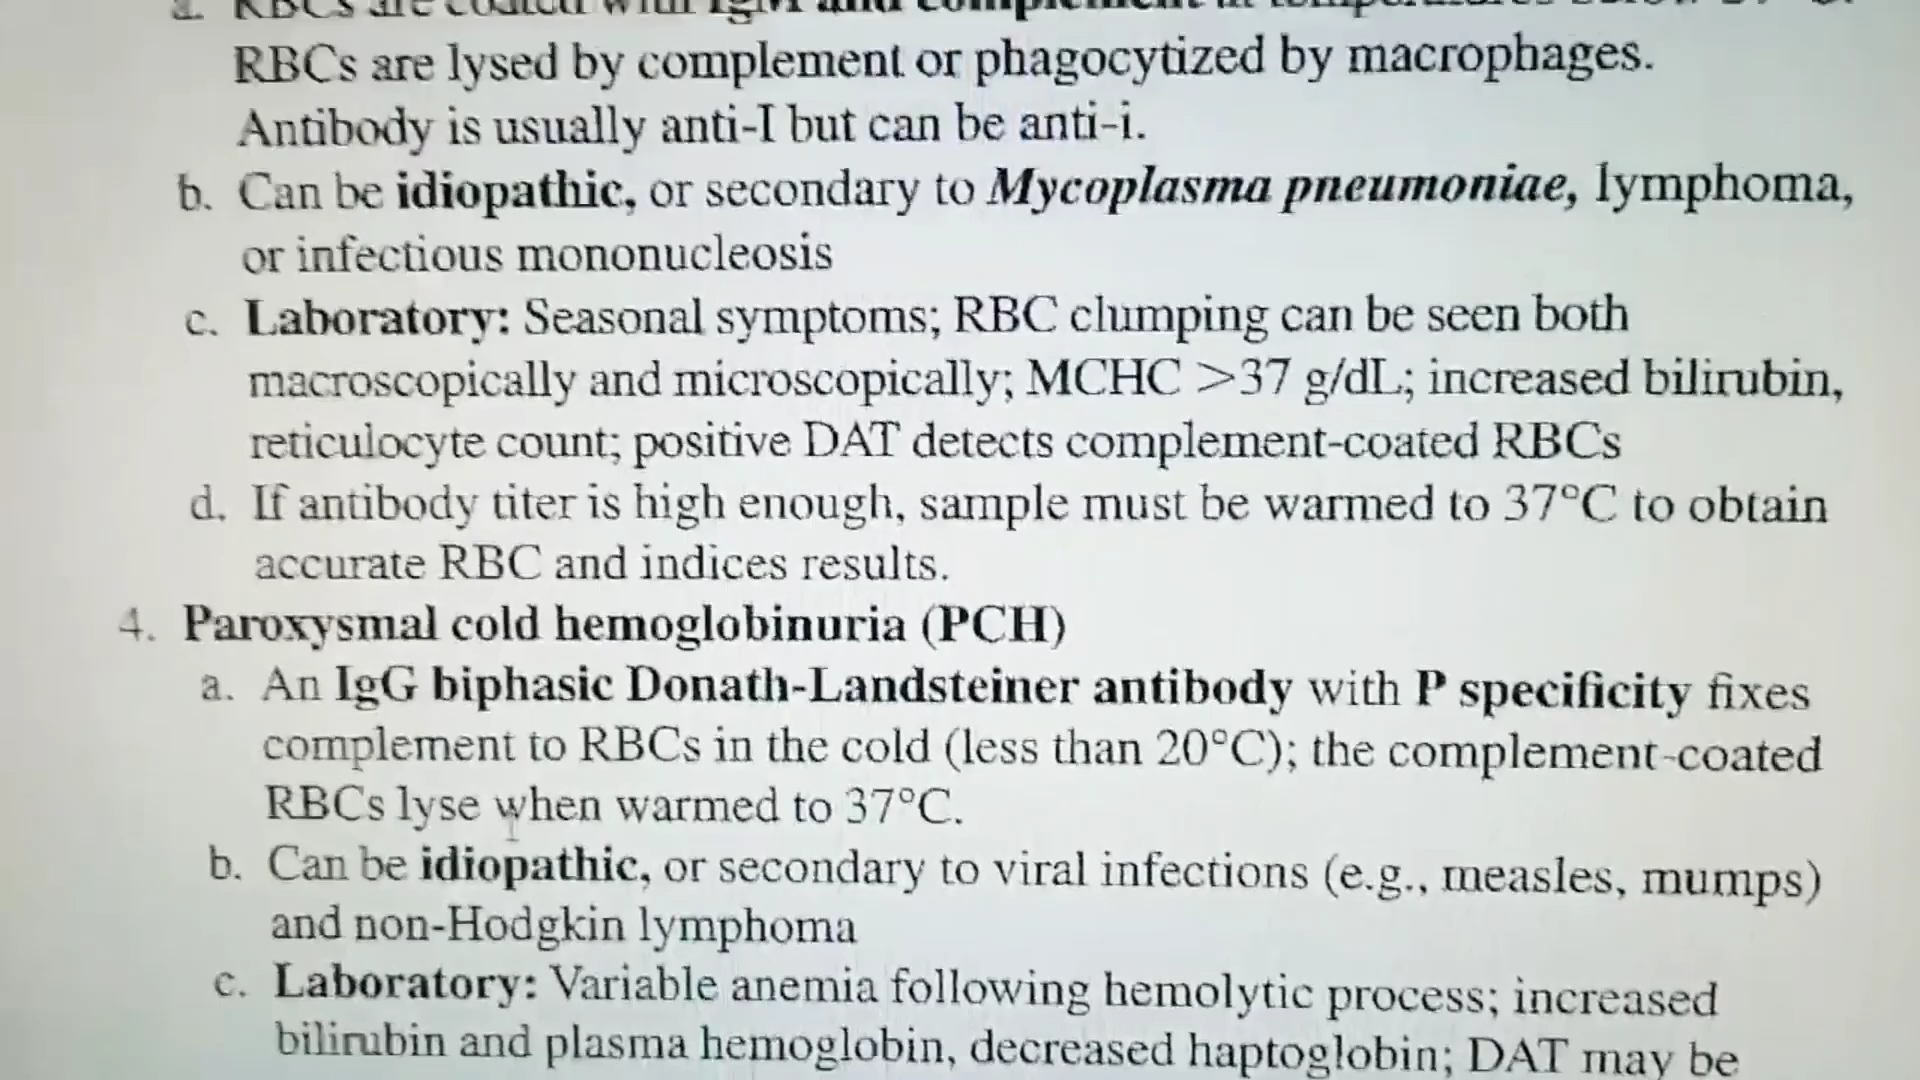 a. RBCs are coated with IgM and complement
RBCs are lysed by complement or phagocytized by macrophages.
Antibody is usually anti-I but can be anti-i.
b. Can be idiopathic, or secondary to Mycoplasma pneumoniae, lymphoma,
or infectious mononucleosis
c. Laboratory: Seasonal symptoms; RBC clumping can be seen both
macroscopically and microscopically; MCHC >37 g/dL; increased bilirubin,
reticulocyte count; positive DAT detects complement-coated RBCs
d. If antibody titer is high enough, sample must be warmed to 37°C to obtain
accurate RBC and indices results.
4. Paroxysmal cold hemoglobinuria (PCH)
a. An IgG biphasic Donath-Landsteiner antibody with P specificity fixes
complement to RBCs in the cold (less than 20°C); the complement-coated
RBCs lyse when warmed to 37°C.
b. Can be idiopathic, or secondary to viral infections (e.g., measles, mumps)
and non-Hodgkin lymphoma
c. Laboratory: Variable anemia following hemolytic process; increased
bilirubin and plasma hemoglobin, decreased haptoglobin; DAT may be